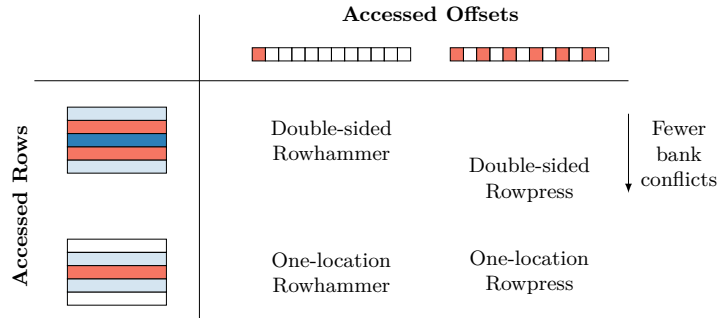 Accessed Offsets
Accessed Rows
Double-sided
Rowhammer
Double-sided
Rowpress
Fewer
bank
conflicts
One-location
Rowhammer
One-location
Rowpress